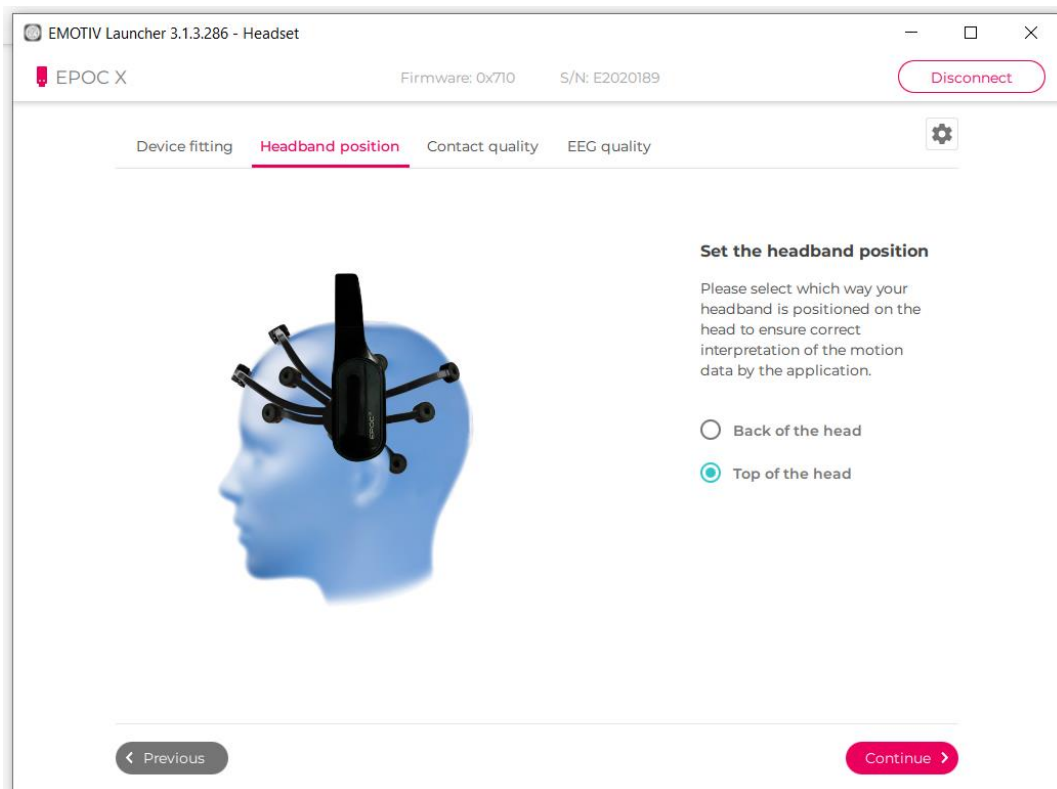 EMOTIV Launcher 3.1.3.286 - Headset
EPOC X
Firmware: 0x710
S/N: E2020189
Disconnect
Device fitting
Headband position
Contact quality
EEG quality
Set the headband position
Please select which way your
headband is positioned on the
head to ensure correct
interpretation of the motion
data by the application.
EPOC X
Back of the head
Top of the head
Previous
Continue